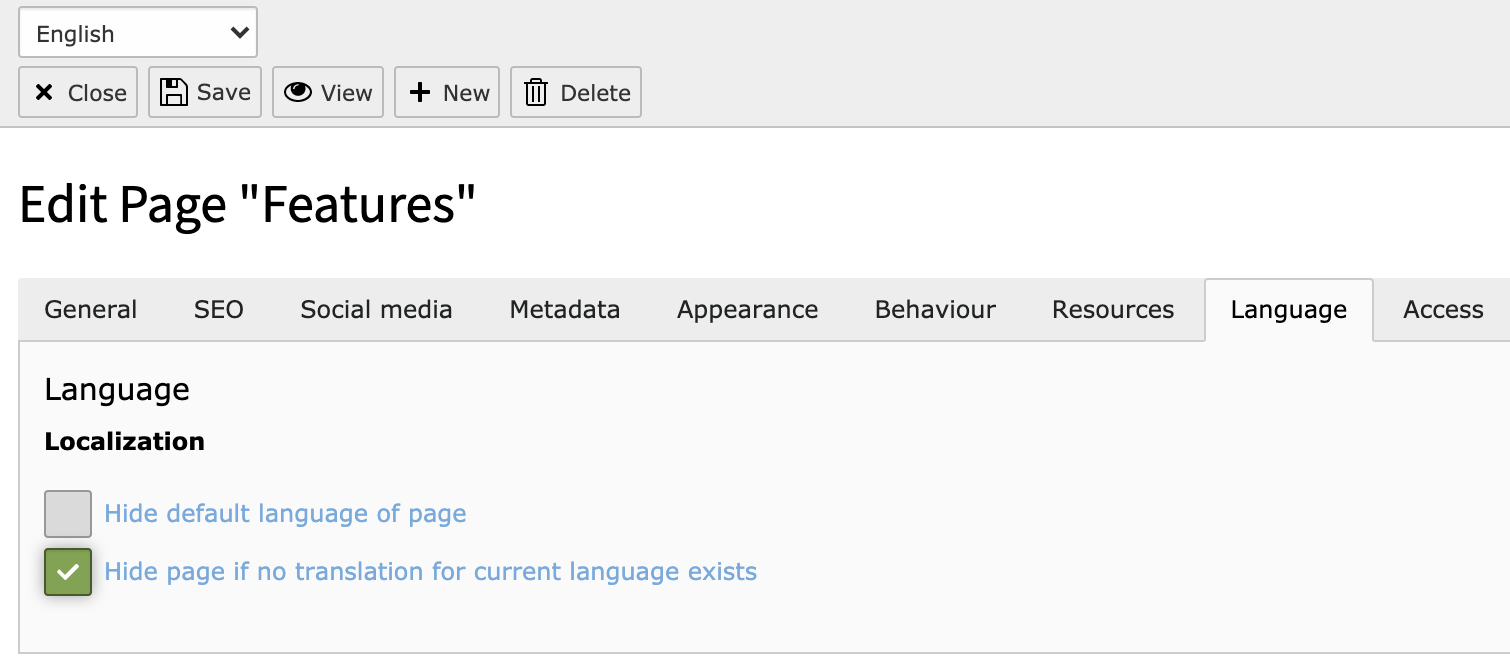 English
Close Save View New Delete
Edit Page "Features"
General SEO Social media Metadata Appearance Behaviour Resources Language Access
Language
Localization
Hide default language of page
Hide page if no translation for current language exists